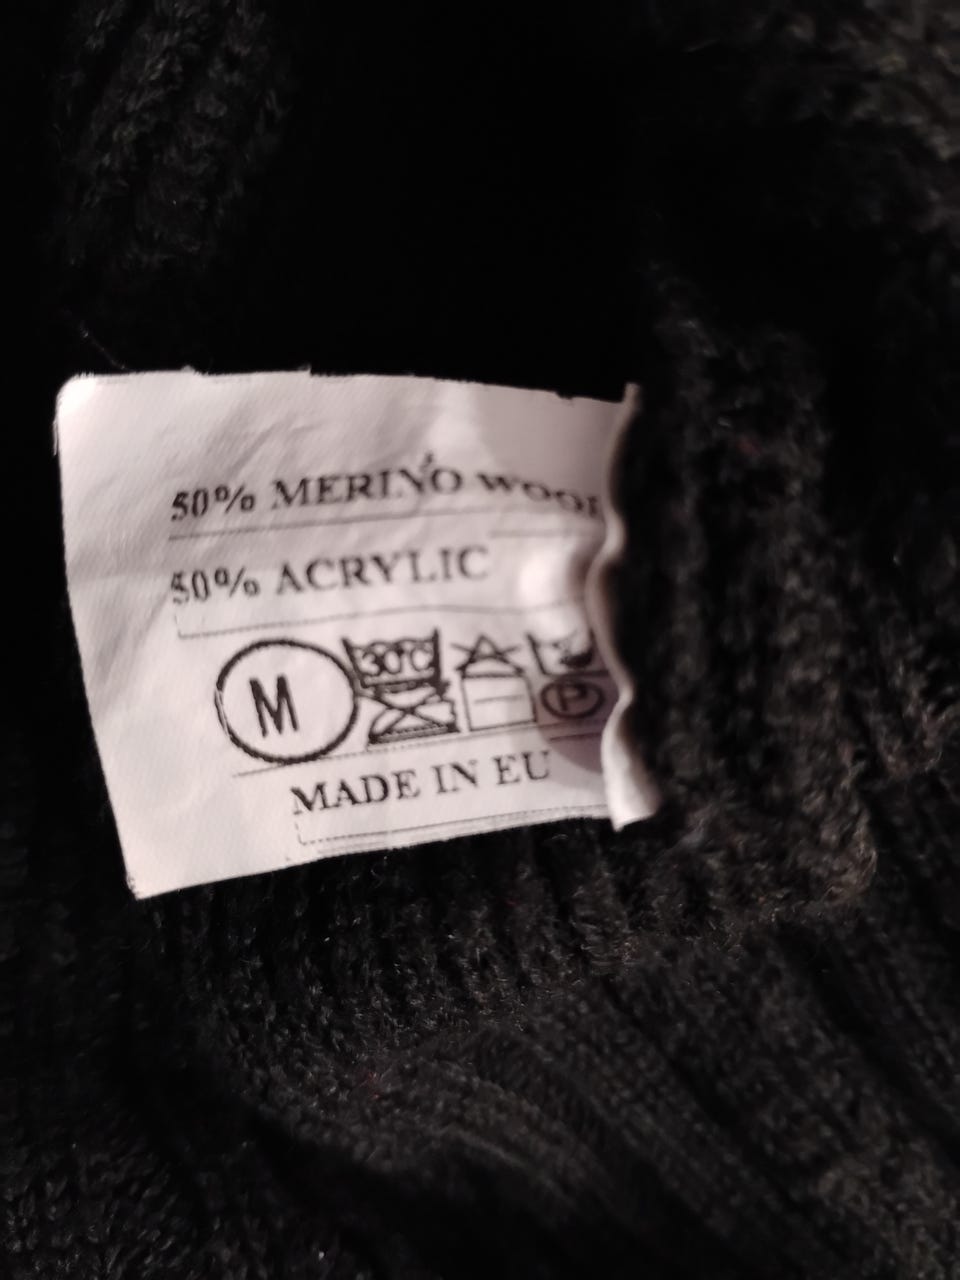 50% MERINO WOOL
50% ACRYLIC
M
30°C
P
MADE IN EU